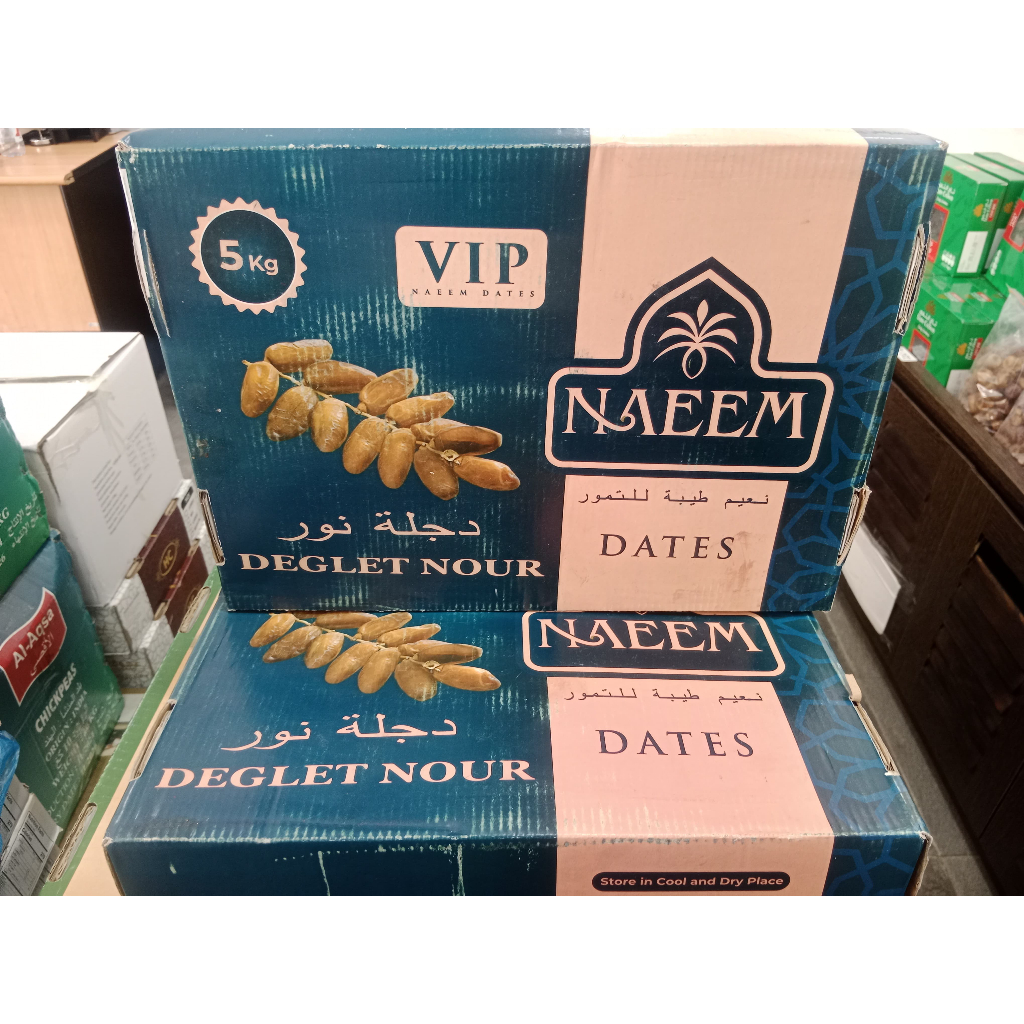 5 Kg
VIP
NAEEM DATES
NAEEM
نعيم طيبة للتمور
DATES
دجلة نور
DEGLET NOUR
NAEEM
نعيم طيبة للتمور
DATES
دجلة نور
DEGLET NOUR
Store in Cool and Dry Place
Al-Aqsa
الأقصى
CHICKPEAS